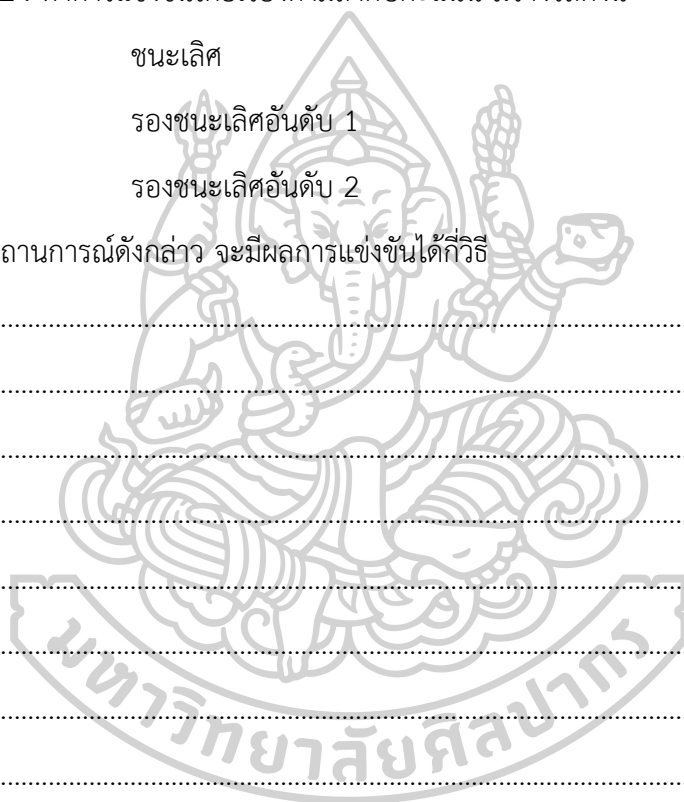 ชนะเลิศ
รองชนะเลิศอันดับ 1
รองชนะเลิศอันดับ 2
ถานการณ์ดังกล่าว จะมีผลการแข่งขันได้กี่วิธี
................................................................................
................................................................................
................................................................................
................................................................................
................................................................................
................................................................................
................................................................................
................................................................................
มหาวิทยาลัยศิลปากร